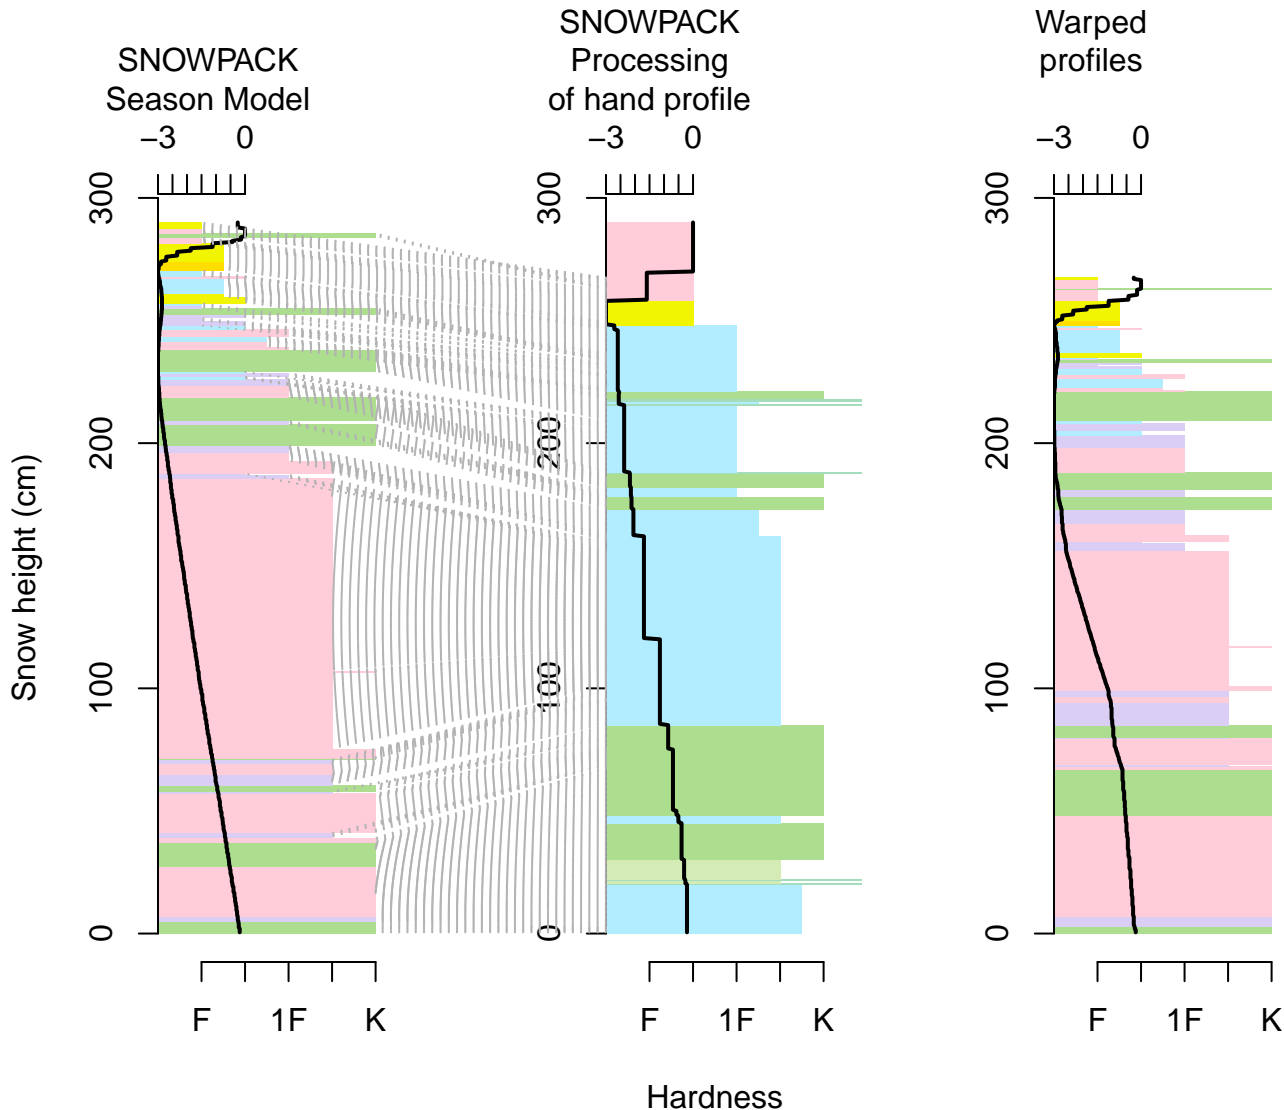 SNOWPACK
Season Model
SNOWPACK
Processing
of hand profile
Warped
profiles
−3 0
−3 0
−3 0
Snow height (cm)
300
200
100
0
300
200
100
0
300
200
100
0
F 1F K
F 1F K
F 1F K
Hardness